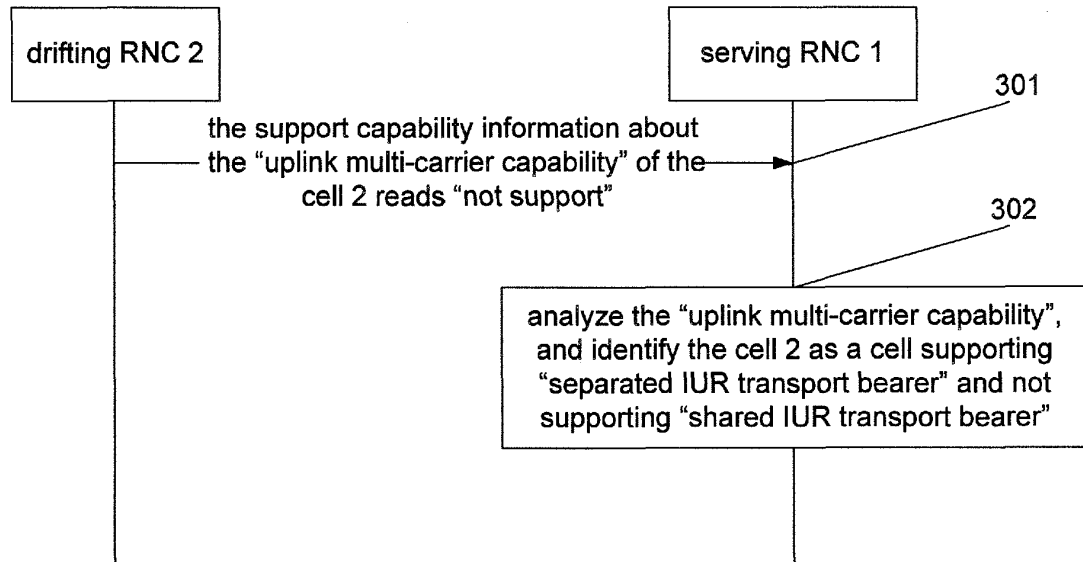 drifting RNC 2
serving RNC 1
301
the support capability information about
the “uplink multi-carrier capability” of the
cell 2 reads “not support”
302
analyze the “uplink multi-carrier capability”,
and identify the cell 2 as a cell supporting
“separated IUR transport bearer” and not
supporting “shared IUR transport bearer”